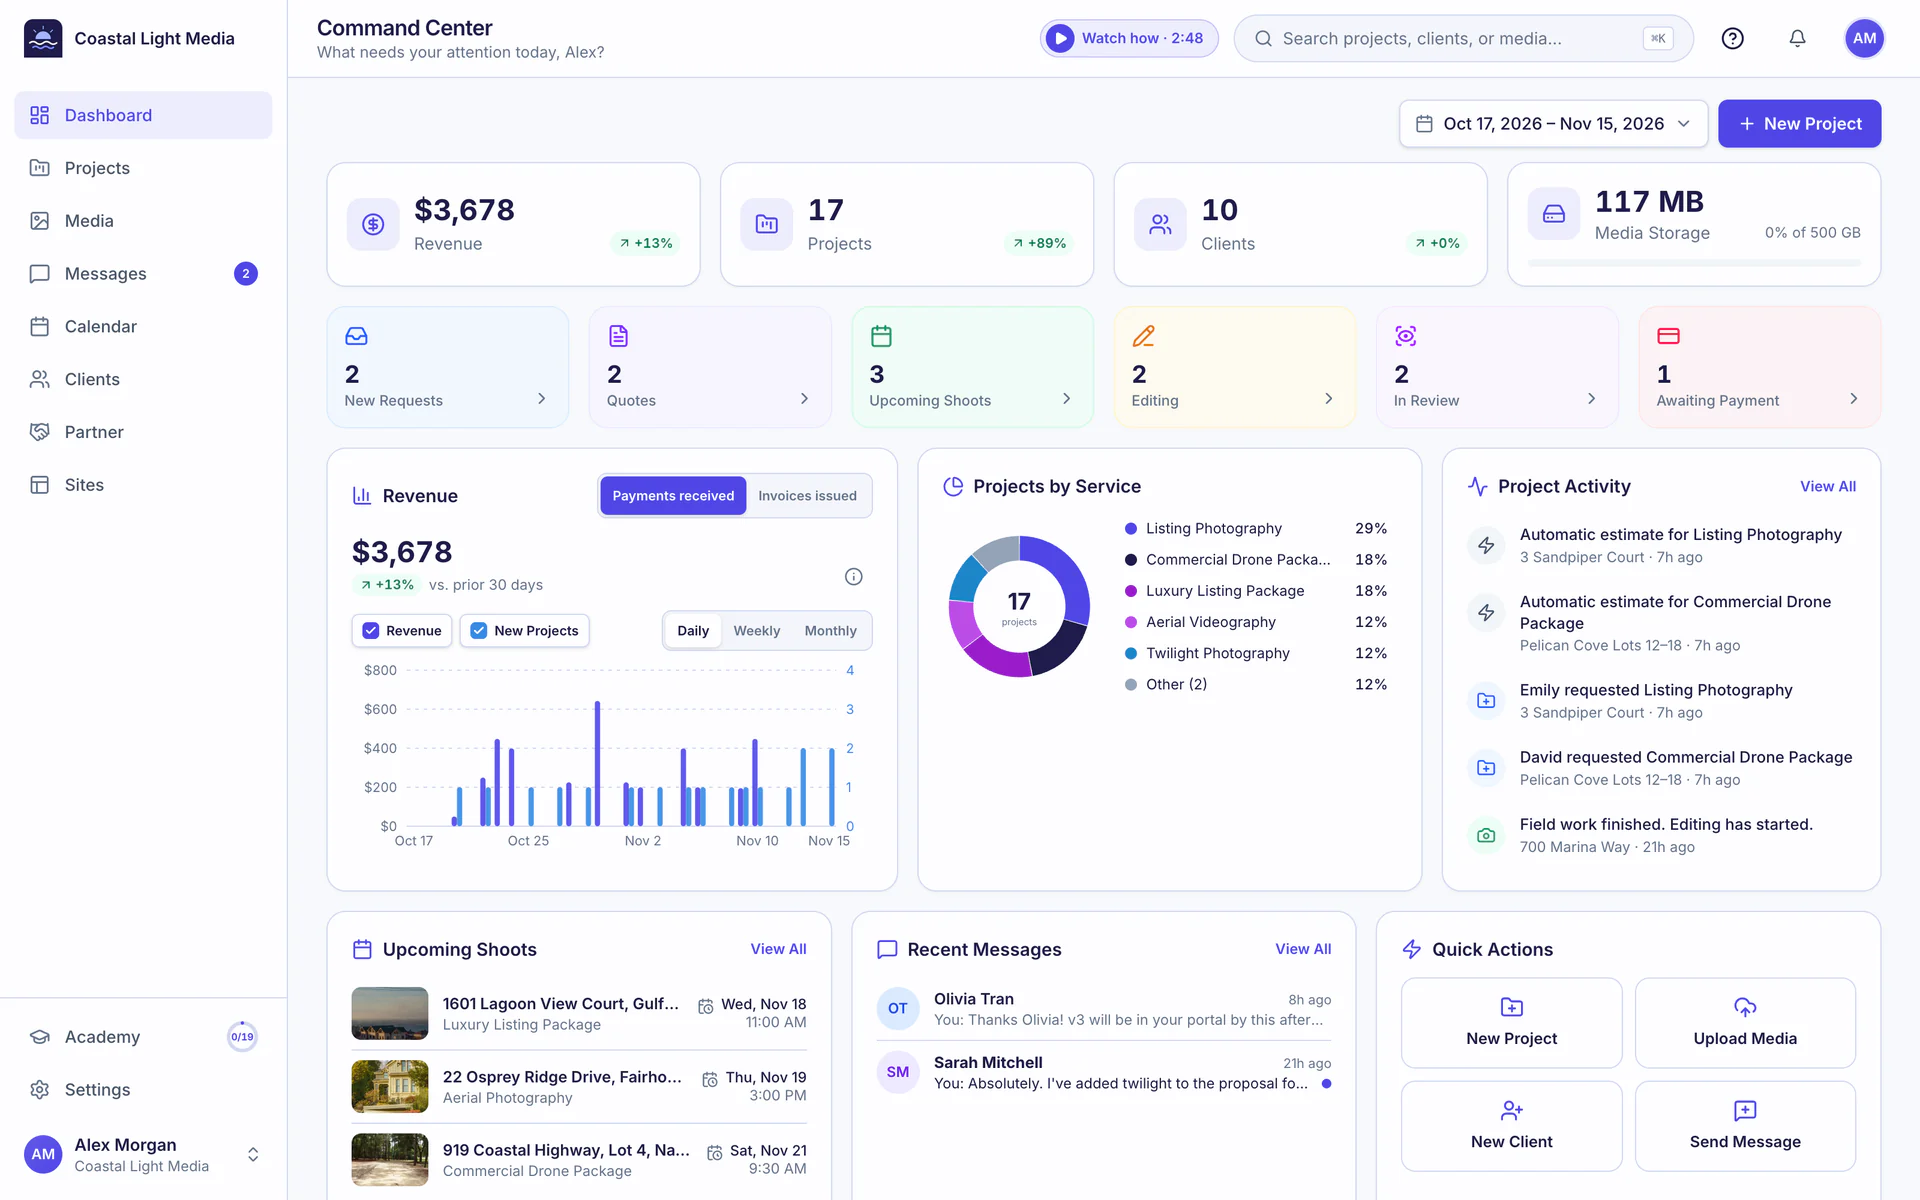 Coastal Light Media
Command Center
What needs your attention today, Alex?
Watch how · 2:48
Search projects, clients, or media...
⌘K
AM
Dashboard
Projects
Media
Messages
2
Calendar
Clients
Partner
Sites
Academy
0/19
Settings
AM
Alex Morgan
Coastal Light Media
Oct 17, 2026 – Nov 15, 2026
New Project
$3,678
Revenue
+13%
17
Projects
+89%
10
Clients
+0%
117 MB
Media Storage
0% of 500 GB
2
New Requests
2
Quotes
3
Upcoming Shoots
2
Editing
2
In Review
1
Awaiting Payment
Revenue
Payments received
Invoices issued
$3,678
+13%
vs. prior 30 days
Revenue
New Projects
Daily
Weekly
Monthly
$800
$600
$400
$200
$0
4
3
2
1
0
Oct 17
Oct 25
Nov 2
Nov 10
Nov 15
Projects by Service
17
projects
Listing Photography 29%
Commercial Drone Packa... 18%
Luxury Listing Package 18%
Aerial Videography 12%
Twilight Photography 12%
Other (2) 12%
Project Activity
View All
Automatic estimate for Listing Photography
3 Sandpiper Court · 7h ago
Automatic estimate for Commercial Drone
Package
Pelican Cove Lots 12–18 · 7h ago
Emily requested Listing Photography
3 Sandpiper Court · 7h ago
David requested Commercial Drone Package
Pelican Cove Lots 12–18 · 7h ago
Field work finished. Editing has started.
700 Marina Way · 21h ago
Upcoming Shoots
View All
1601 Lagoon View Court, Gulf...
Wed, Nov 18
Luxury Listing Package
11:00 AM
22 Osprey Ridge Drive, Fairho...
Thu, Nov 19
Aerial Photography
3:00 PM
919 Coastal Highway, Lot 4, Na...
Sat, Nov 21
Commercial Drone Package
9:30 AM
Recent Messages
View All
OT
Olivia Tran
8h ago
You: Thanks Olivia! v3 will be in your portal by this after...
SM
Sarah Mitchell
21h ago
You: Absolutely. I've added twilight to the proposal fo...
Quick Actions
New Project
Upload Media
New Client
Send Message